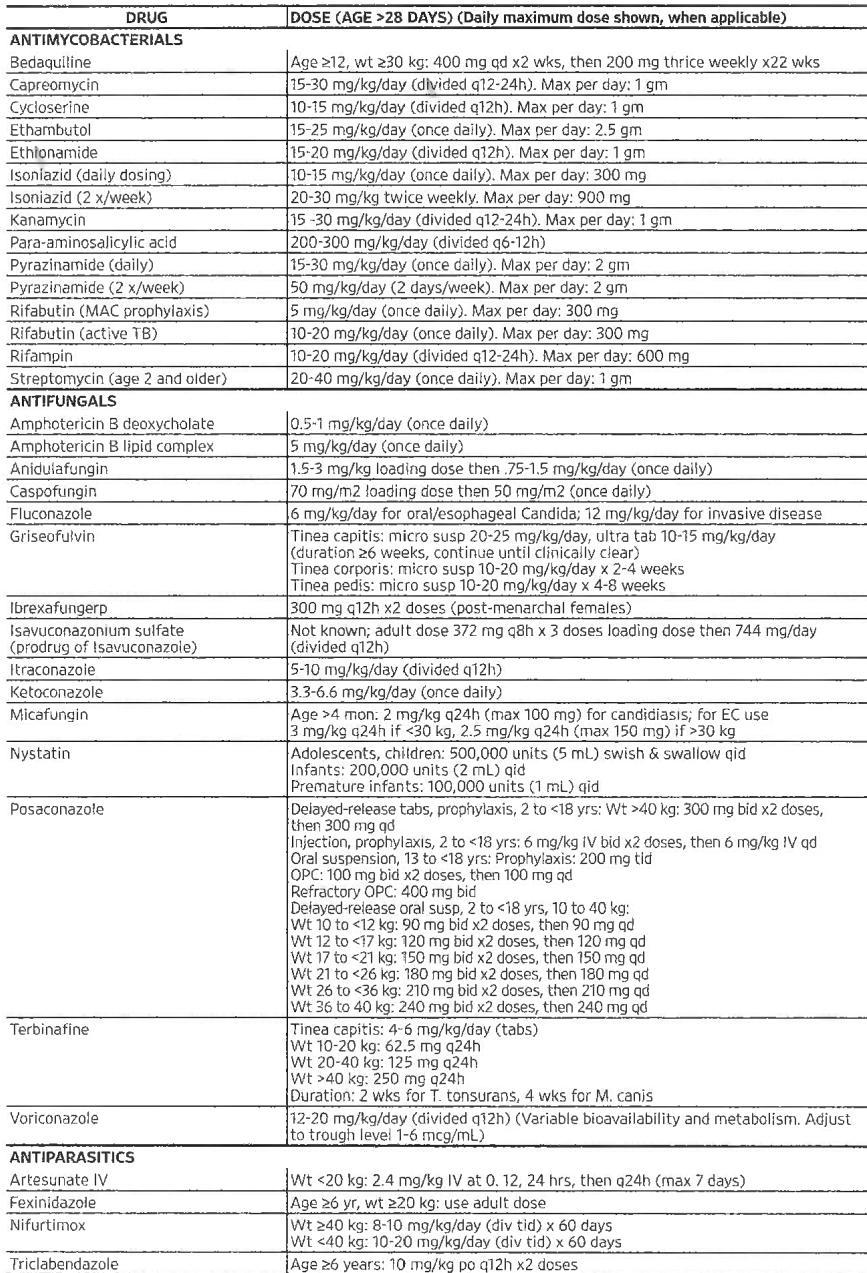 DRUG DOSE (AGE >28 DAYS) (Daily maximum dose shown, when applicable)
ANTIMYCOBACTERIALS
Bedaquiline Age ≥12, wt ≥30 kg: 400 mg qd x2 wks, then 200 mg thrice weekly x22 wks
Capreomycin 15-30 mg/kg/day (divided q12-24h). Max per day: 1 gm
Cycloserine 10-15 mg/kg/day (divided q12h). Max per day: 1 gm
Ethambutol 15-25 mg/kg/day (once daily). Max per day: 2.5 gm
Ethionamide 15-20 mg/kg/day (divided q12h). Max per day: 1 gm
Isoniazid (daily dosing) 10-15 mg/kg/day (once daily). Max per day: 300 mg
Isoniazid (2 x/week) 20-30 mg/kg twice weekly. Max per day: 900 mg
Kanamycin 15 -30 mg/kg/day (divided q12-24h). Max per day: 1 gm
Para-aminosalicylic acid 200-300 mg/kg/day (divided q6-12h)
Pyrazinamide (daily) 15-30 mg/kg/day (once daily). Max per day: 2 gm
Pyrazinamide (2 x/week) 50 mg/kg/day (2 days/week). Max per day: 2 gm
Rifabutin (MAC prophylaxis) 5 mg/kg/day (once daily). Max per day: 300 mg
Rifabutin (active TB) 10-20 mg/kg/day (once daily). Max per day: 300 mg
Rifampin 10-20 mg/kg/day (divided q12-24h). Max per day: 600 mg
Streptomycin (age 2 and older) 20-40 mg/kg/day (once daily). Max per day: 1 gm
ANTIFUNGALS
Amphotericin B deoxycholate 0.5-1 mg/kg/day (once daily)
Amphotericin B lipid complex 5 mg/kg/day (once daily)
Anidulafungin 1.5-3 mg/kg loading dose then .75-1.5 mg/kg/day (once daily)
Caspofungin 70 mg/m2 loading dose then 50 mg/m2 (once daily)
Fluconazole 6 mg/kg/day for oral/esophageal Candida; 12 mg/kg/day for invasive disease
Griseofulvin Tinea capitis: micro susp 20-25 mg/kg/day, ultra tab 10-15 mg/kg/day
(duration ≥6 weeks, continue until clinically clear)
Tinea corporis: micro susp 10-20 mg/kg/day x 2-4 weeks
Tinea pedis: micro susp 10-20 mg/kg/day x 4-8 weeks
Ibrexafungerp 300 mg q12h x2 doses (post-menarchal females)
Isavuconazonium sulfate Not known; adult dose 372 mg q8h x 3 doses loading dose then 744 mg/day
(prodrug of Isavuconazole) (divided q12h)
Itraconazole 5-10 mg/kg/day (divided q12h)
Ketoconazole 3.3-6.6 mg/kg/day (once daily)
Micafungin Age >4 mon: 2 mg/kg q24h (max 100 mg) for candidiasis; for EC use
3 mg/kg q24h if <30 kg, 2.5 mg/kg q24h (max 150 mg) if >30 kg
Nystatin Adolescents, children: 500,000 units (5 mL) swish & swallow qid
Infants: 200,000 units (2 mL) qid
Premature infants: 100,000 units (1 mL) qid
Posaconazole Delayed-release tabs, prophylaxis, 2 to <18 yrs: Wt >40 kg: 300 mg bid x2 doses,
then 300 mg qd
Injection, prophylaxis, 2 to <18 yrs: 6 mg/kg IV bid x2 doses, then 6 mg/kg IV qd
Oral suspension, 13 to <18 yrs: Prophylaxis: 200 mg tid
OPC: 100 mg bid x2 doses, then 100 mg qd
Refractory OPC: 400 mg bid
Delayed-release oral susp, 2 to <18 yrs, 10 to 40 kg:
Wt 10 to <12 kg: 90 mg bid x2 doses, then 90 mg qd
Wt 12 to <17 kg: 120 mg bid x2 doses, then 120 mg qd
Wt 17 to <21 kg: 150 mg bid x2 doses, then 150 mg qd
Wt 21 to <26 kg: 180 mg bid x2 doses, then 180 mg qd
Wt 26 to <36 kg: 210 mg bid x2 doses, then 210 mg qd
Wt 36 to 40 kg: 240 mg bid x2 doses, then 240 mg qd
Terbinafine Tinea capitis: 4-6 mg/kg/day (tabs)
Wt 10-20 kg: 62.5 mg q24h
Wt 20-40 kg: 125 mg q24h
Wt >40 kg: 250 mg q24h
Duration: 2 wks for T. tonsurans, 4 wks for M. canis
Voriconazole 12-20 mg/kg/day (divided q12h) (Variable bioavailability and metabolism. Adjust
to trough level 1-6 mcg/mL)
ANTIPARASITICS
Artesunate IV Wt <20 kg: 2.4 mg/kg IV at 0. 12, 24 hrs, then q24h (max 7 days)
Fexinidazole Age ≥6 yr, wt ≥20 kg: use adult dose
Nifurtimox Wt ≥40 kg: 8-10 mg/kg/day (div tid) x 60 days
Wt <40 kg: 10-20 mg/kg/day (div tid) x 60 days
Triclabendazole Age ≥6 years: 10 mg/kg po q12h x2 doses